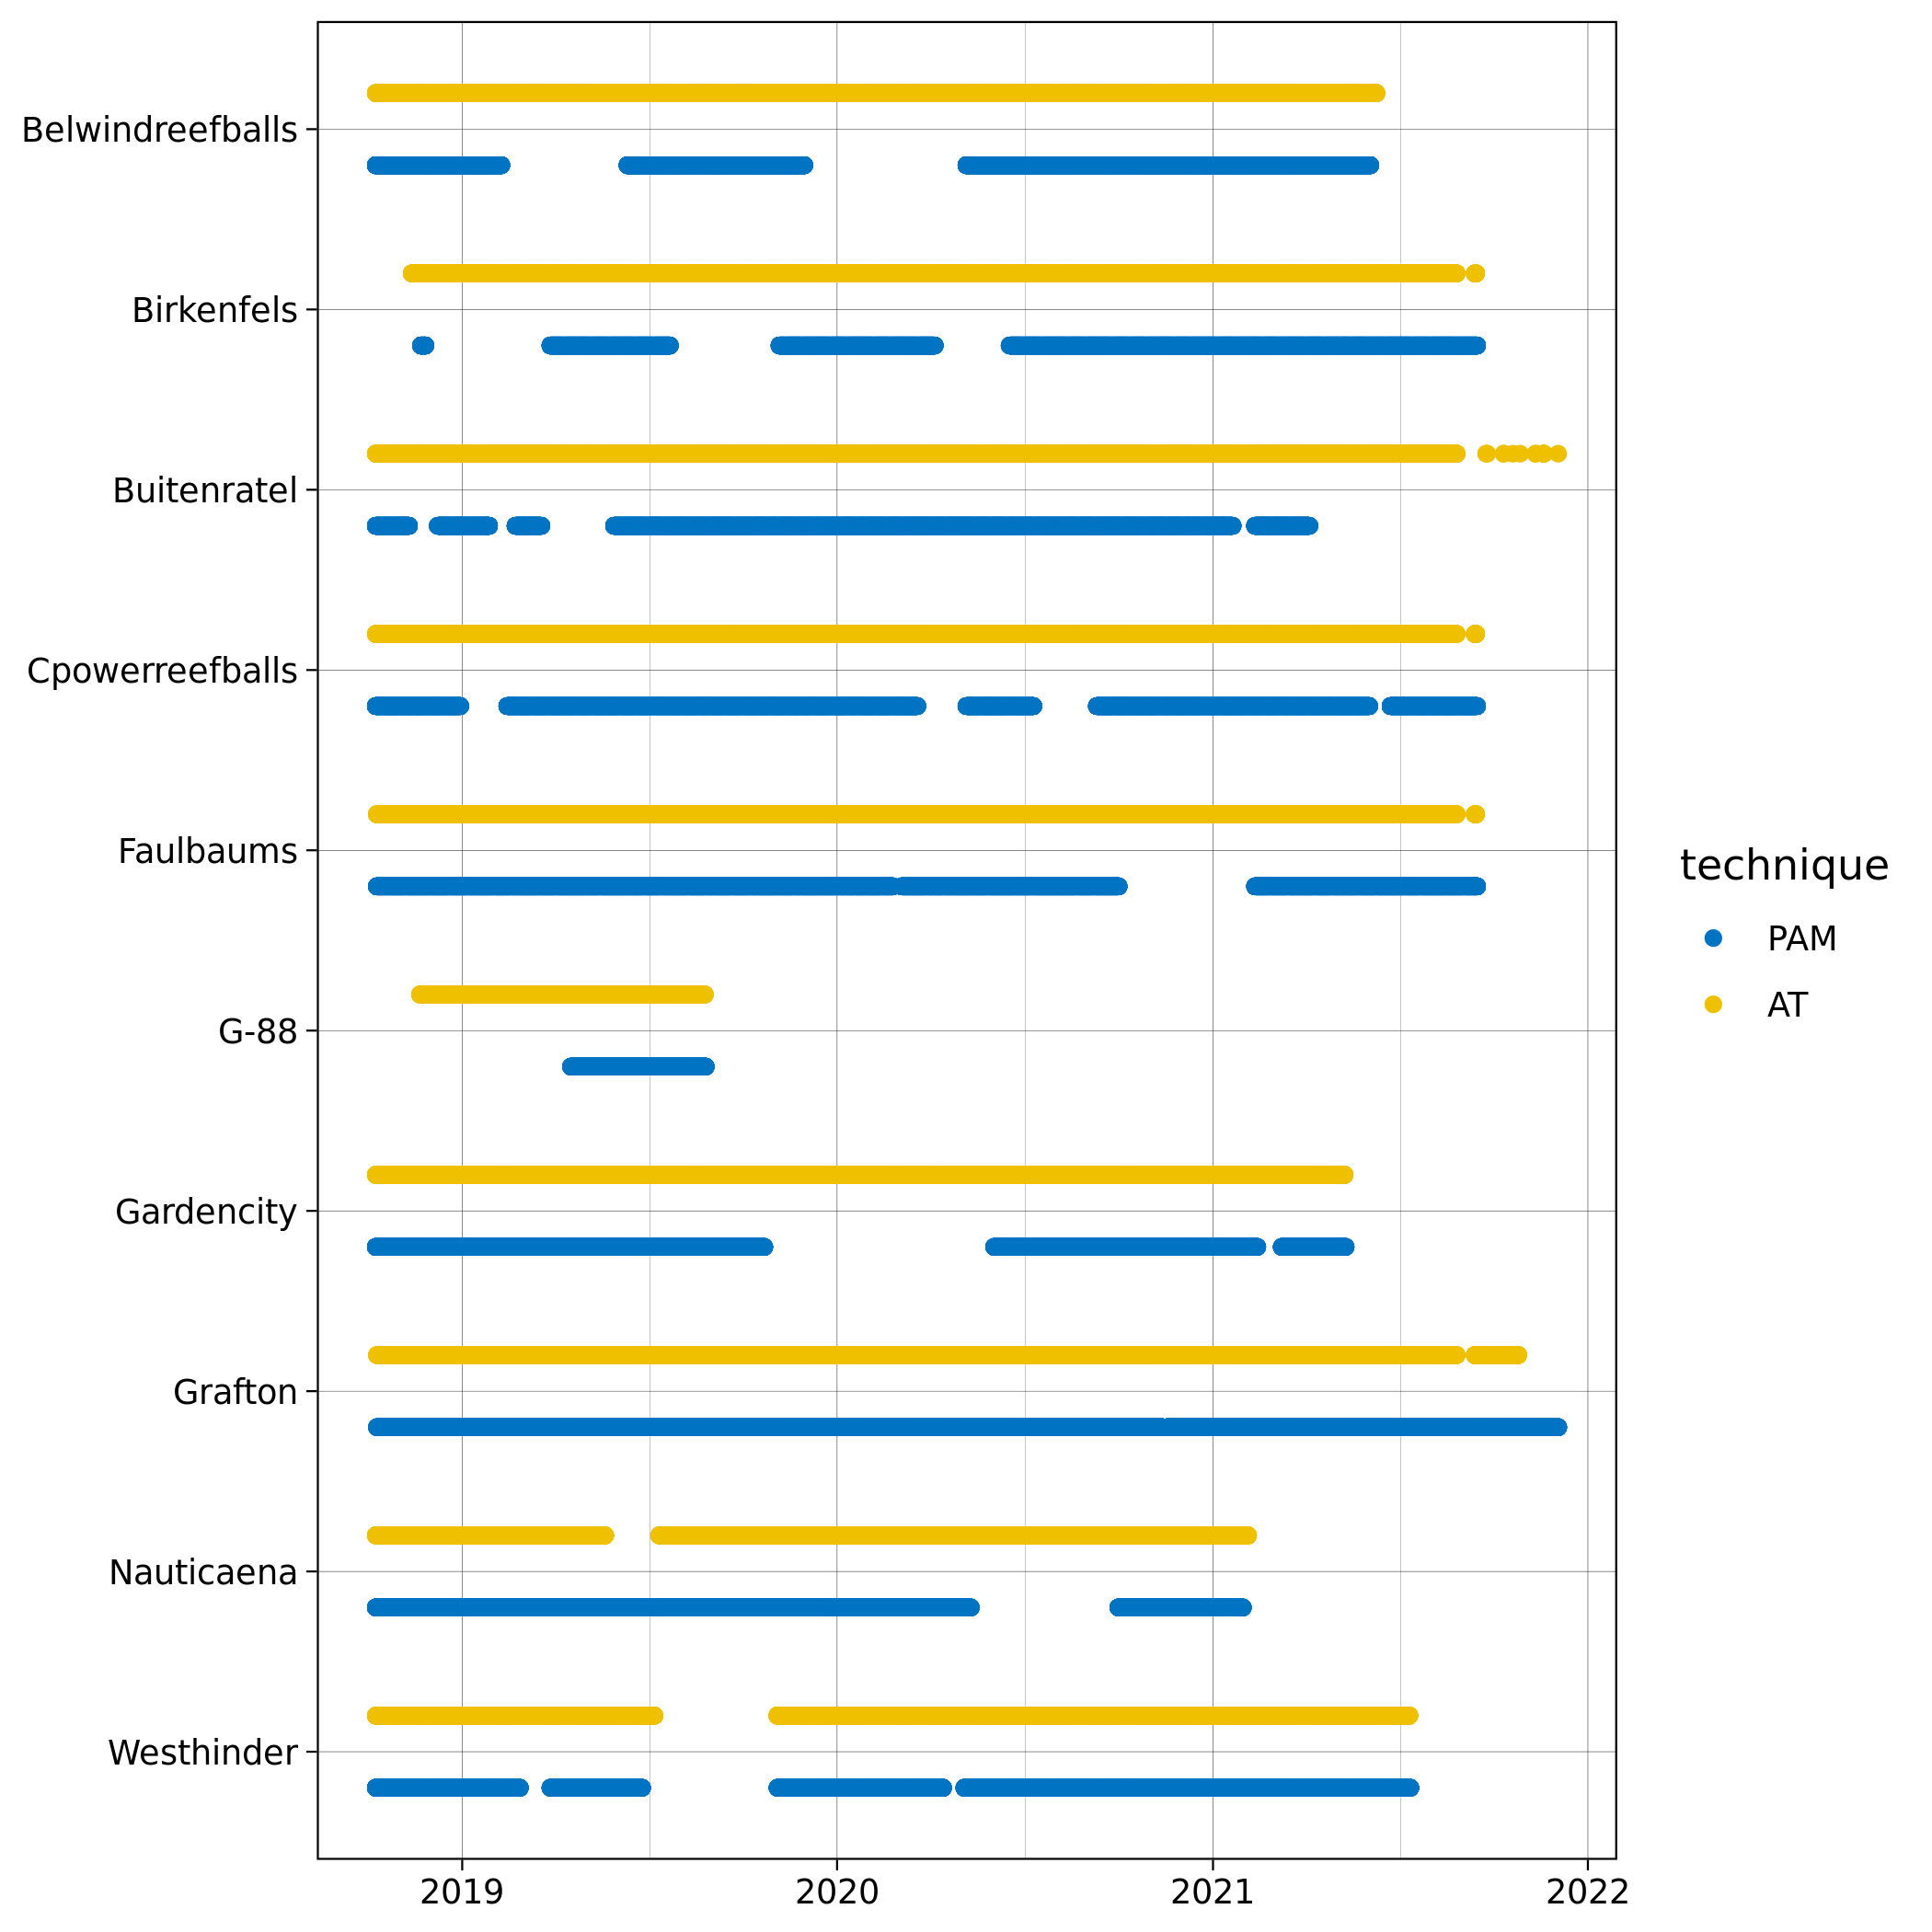 Belwindreefballs
Birkenfels
Buitenratel
Cpowerreefballs
Faulbaums
G-88
Gardencity
Grafton
Nauticaena
Westhinder
2019 2020 2021 2022
technique
PAM
AT